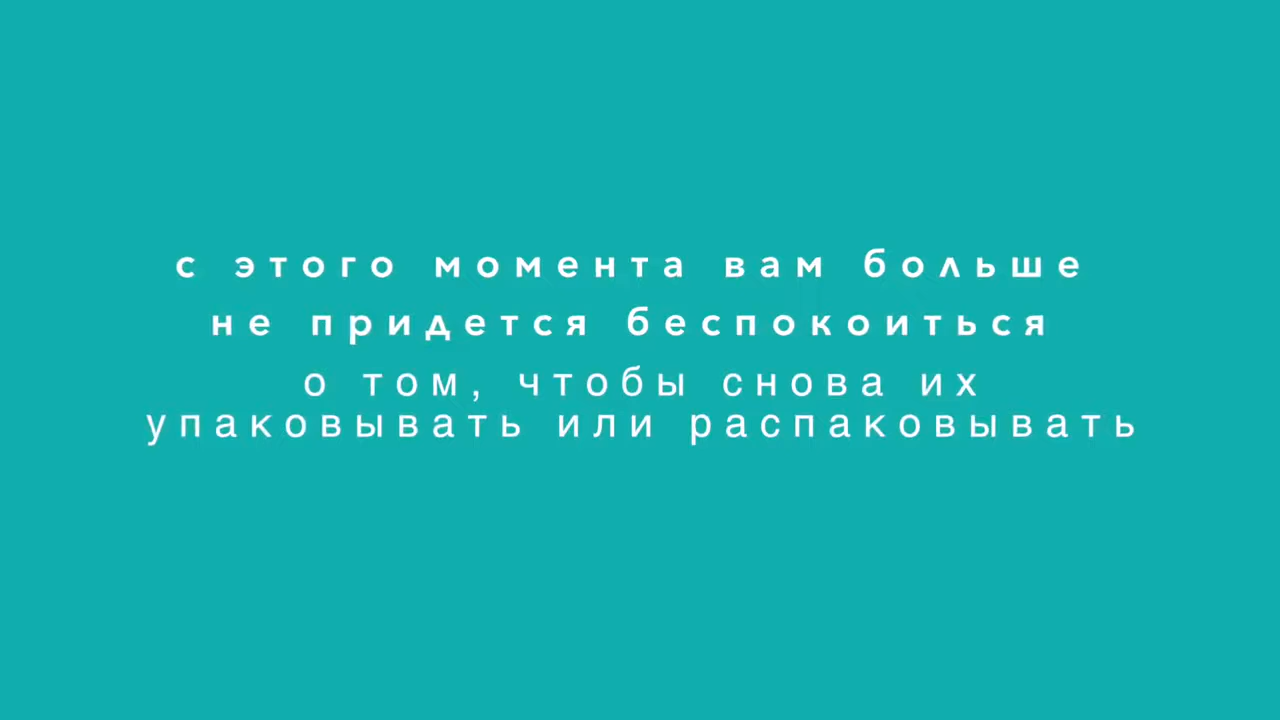 с этого момента вам больше
не придется беспокоиться
о том, чтобы снова их
упаковывать или распаковывать